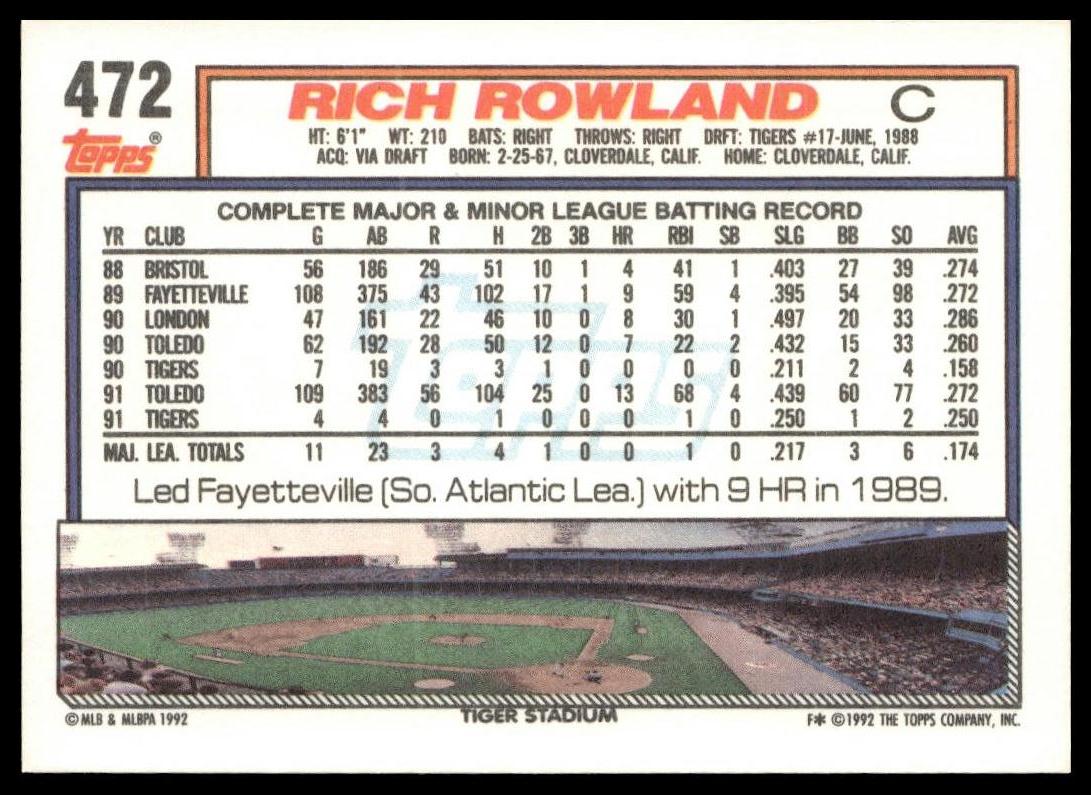 472
Topps®
RICH ROWLAND C
HT: 6'1" WT: 210 BATS: RIGHT THROWS: RIGHT DRFT: TIGERS #17-JUNE, 1988
ACQ: VIA DRAFT BORN: 2-25-67, CLOVERDALE, CALIF. HOME: CLOVERDALE, CALIF.
COMPLETE MAJOR & MINOR LEAGUE BATTING RECORD
YR CLUB G AB R H 2B 3B HR RBI SB SLG BB SO AVG
88 BRISTOL 56 186 29 51 10 1 4 41 1 .403 27 39 .274
89 FAYETTEVILLE 108 375 43 102 17 1 9 59 4 .395 54 98 .272
90 LONDON 47 161 22 46 10 0 8 30 1 .497 20 33 .286
90 TOLEDO 62 192 28 50 12 0 7 22 2 .432 15 33 .260
90 TIGERS 7 19 3 3 1 0 0 0 0 .211 2 4 .158
91 TOLEDO 109 383 56 104 25 0 13 68 4 .439 60 77 .272
91 TIGERS 4 4 0 1 0 0 0 1 0 .250 1 2 .250
MAJ. LEA. TOTALS 11 23 3 4 1 0 0 1 0 .217 3 6 .174
Topps
Led Fayetteville (So. Atlantic Lea.) with 9 HR in 1989.
© MLB & MLBPA 1992
TIGER STADIUM
F* © 1992 THE TOPPS COMPANY, INC.